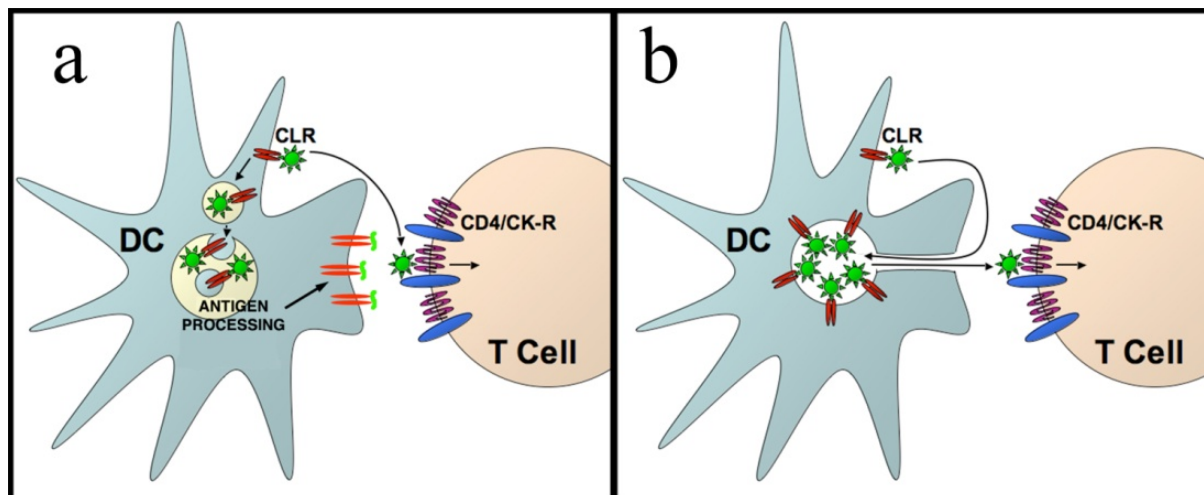 a
CLR
DC
CD4/CK-R
ANTIGEN
PROCESSING
T Cell
b
CLR
DC
CD4/CK-R
T Cell